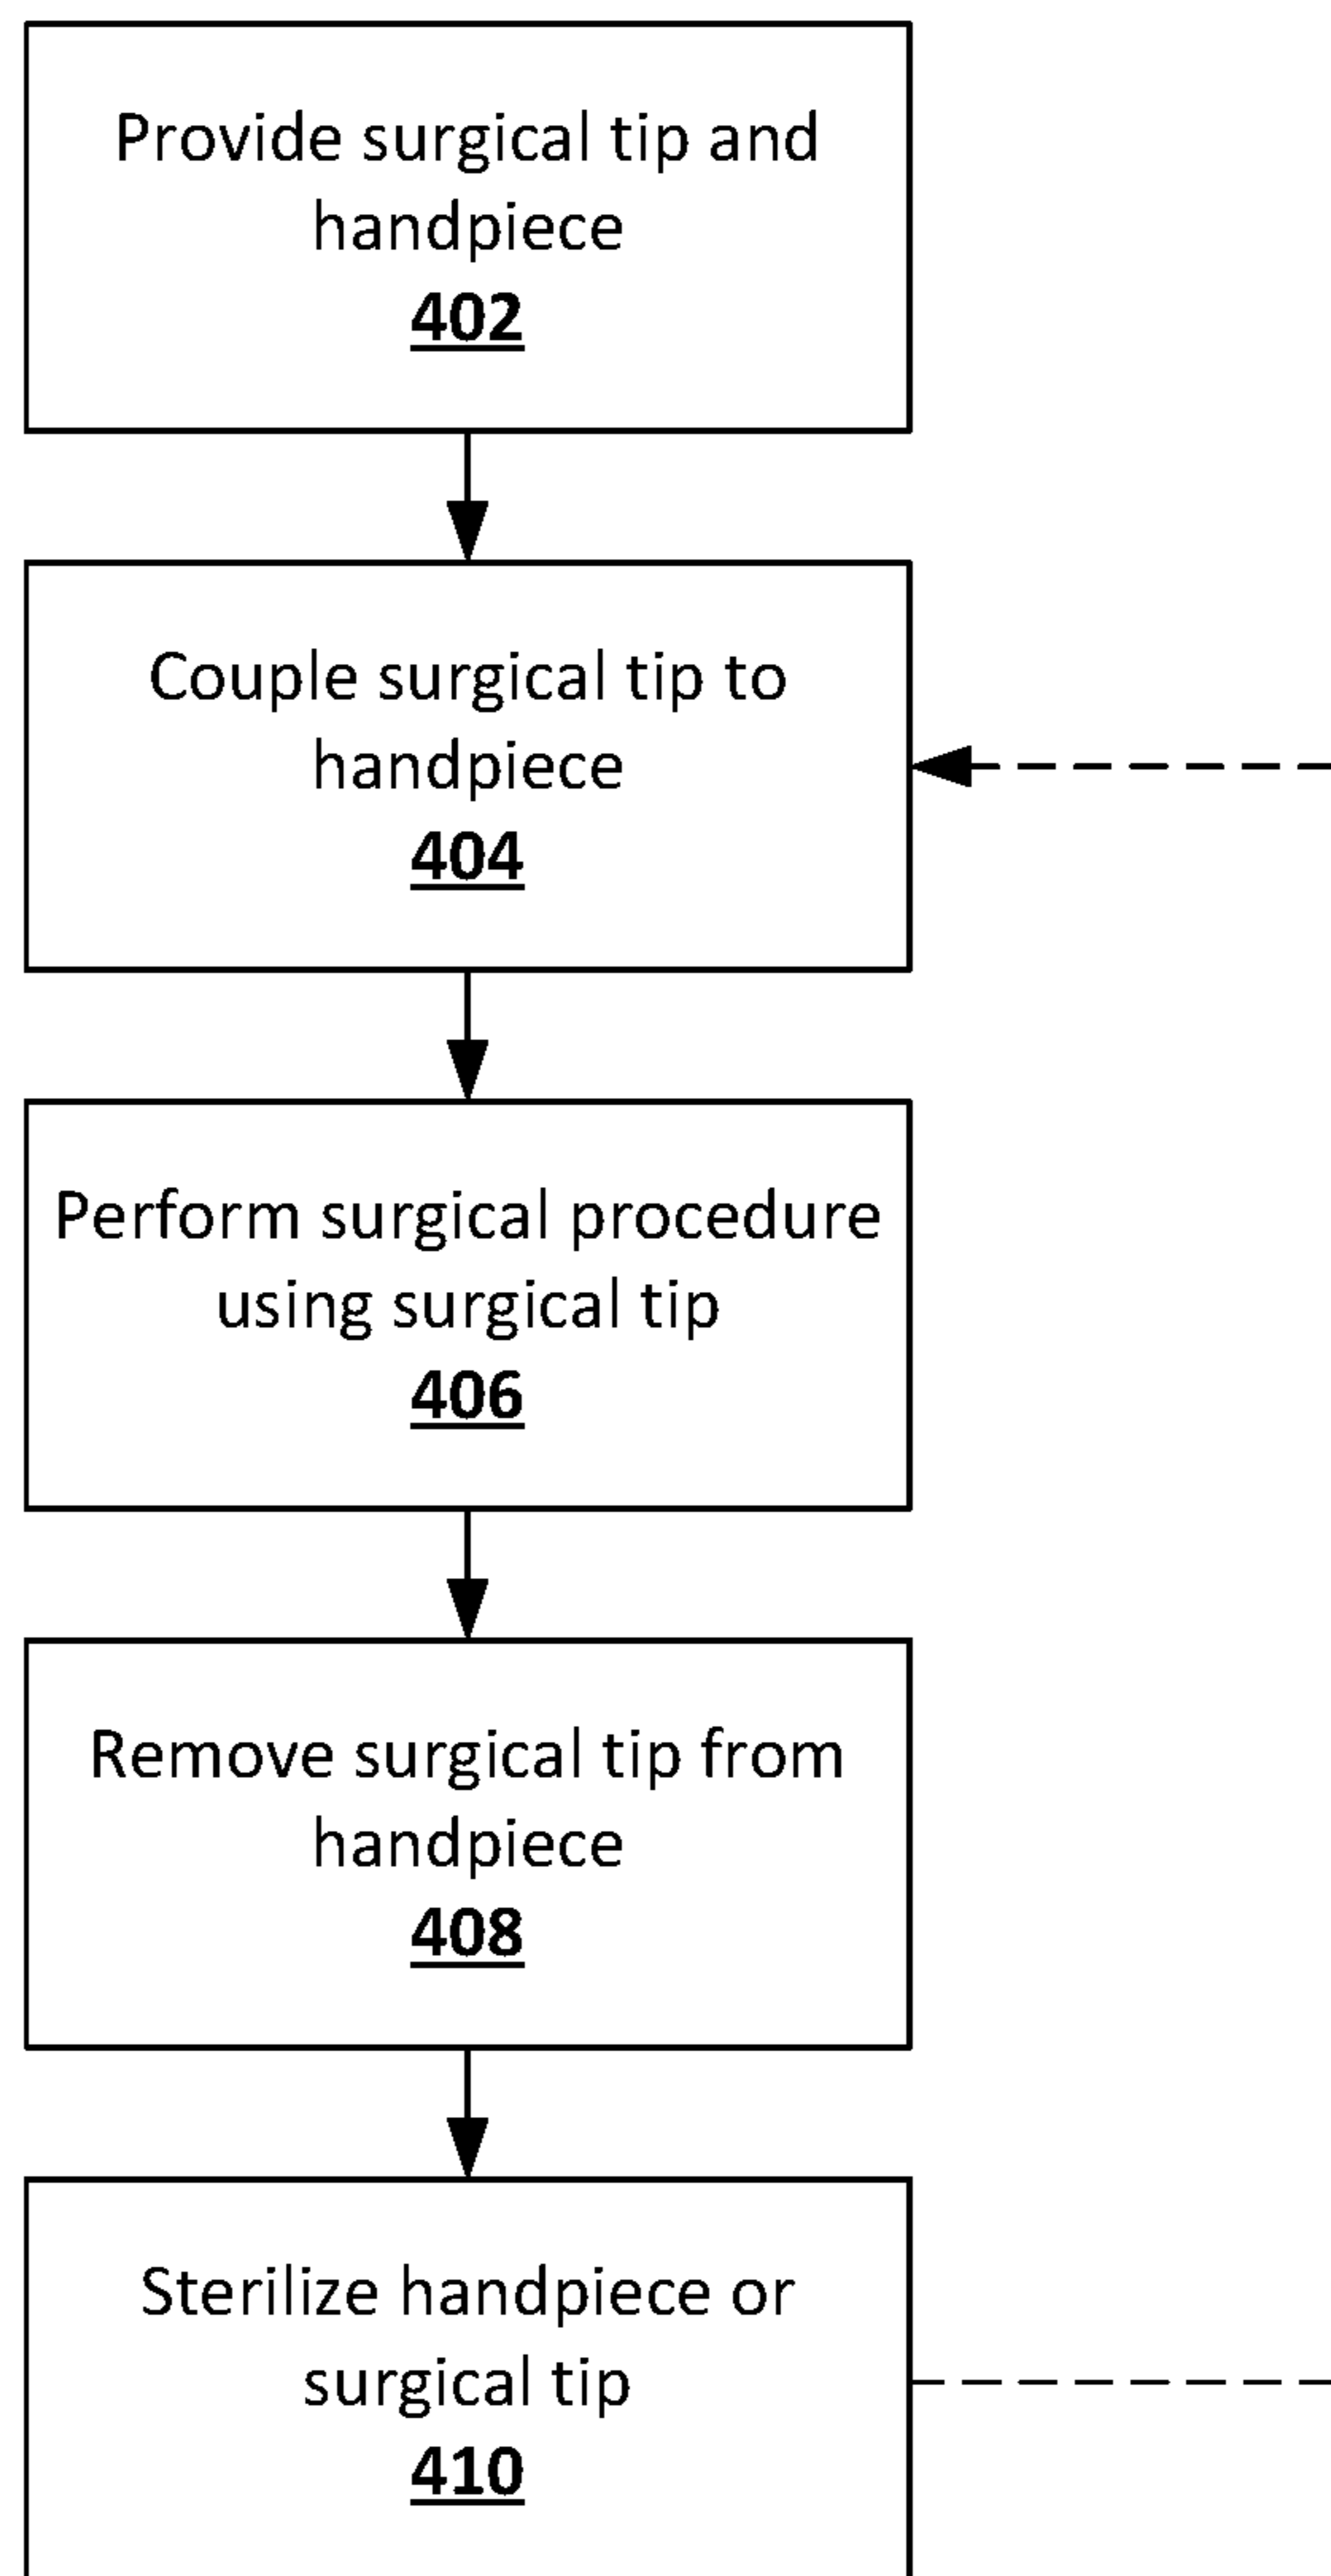 Provide surgical tip and
handpiece
402
Couple surgical tip to
handpiece
404
Perform surgical procedure
using surgical tip
406
Remove surgical tip from
handpiece
408
Sterilize handpiece or
surgical tip
410